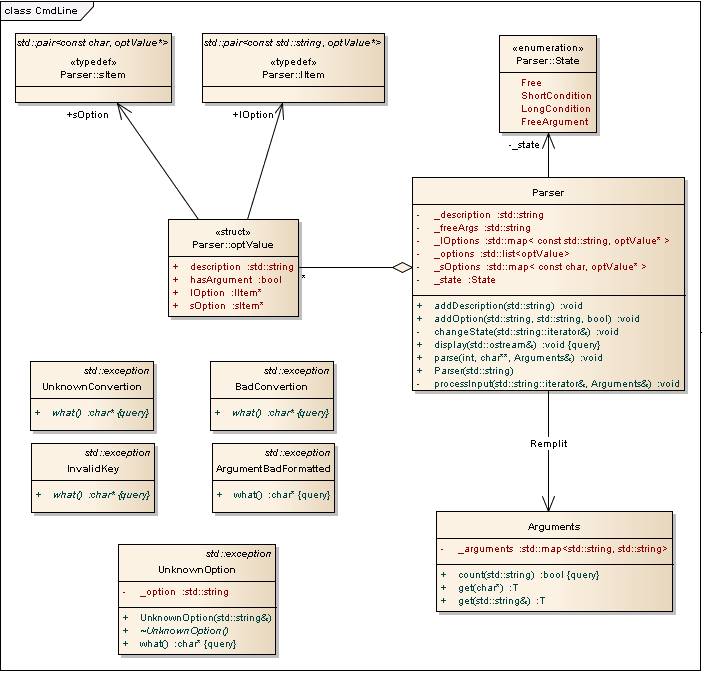 class CmdLine
std::pair<const char, optValue*>
«typedef»
Parser::sItem
std::pair<const std::string, optValue*>
«typedef»
Parser::lItem
«enumeration»
Parser::State
Free
ShortCondition
LongCondition
FreeArgument
+sOption
+lOption
-_state
«struct»
Parser::optValue
+ description :std::string
+ hasArgument :bool
+ lOption :lItem*
+ sOption :sItem*
*
Parser
- _description :std::string
- _freeArgs :std::string
- _lOptions :std::map< const std::string, optValue* >
- _options :std::list<optValue>
- _sOptions :std::map< const char, optValue* >
- _state :State
+ addDescription(std::string) :void
+ addOption(std::string, std::string, bool) :void
- changeState(std::string::iterator&) :void
+ display(std::ostream&) :void {query}
+ parse(int, char**, Arguments&) :void
+ Parser(std::string)
- processInput(std::string::iterator&, Arguments&) :void
std::exception
UnknownConvertion
+ what() :char* {query}
std::exception
BadConvertion
+ what() :char* {query}
std::exception
InvalidKey
+ what() :char* {query}
std::exception
ArgumentBadFormatted
+ what() :char* {query}
Remplit
Arguments
- _arguments :std::map<std::string, std::string>
+ count(std::string) :bool {query}
+ get(char*) :T
+ get(std::string&) :T
std::exception
UnknownOption
- _option :std::string
+ UnknownOption(std::string&)
+ ~UnknownOption()
+ what() :char* {query}